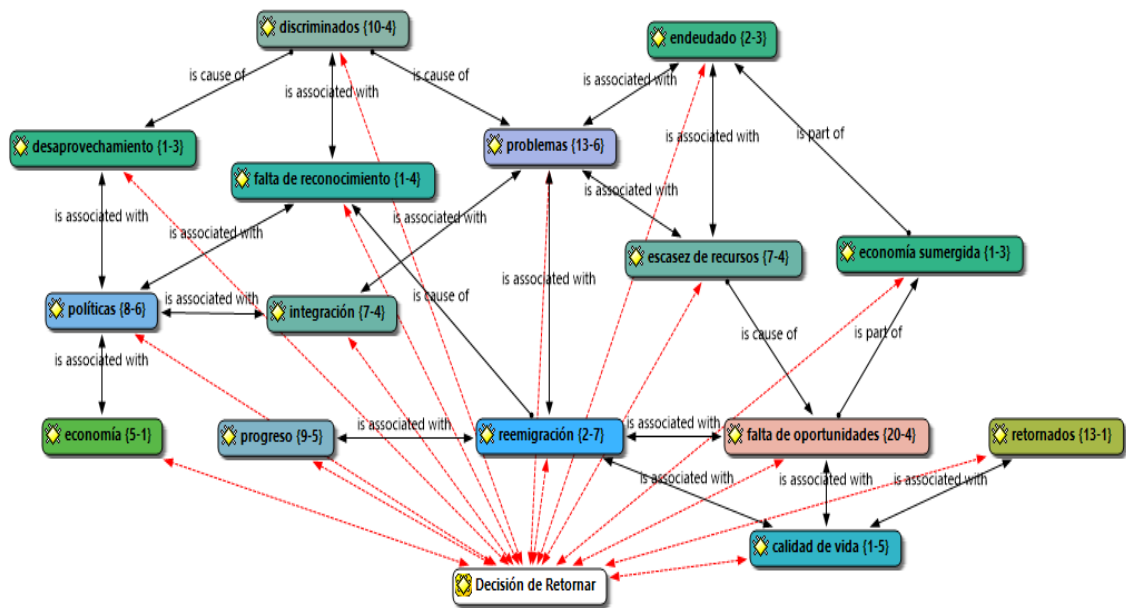 discriminados {10-4}
endeudado {2-3}
is cause of
is associated with
is cause of
is associated with
is associated with
is part of
desaprovechamiento {1-3}
problemas {13-6}
falta de reconocimiento {1-4}
is associated with
is associated with
is associated with
is associated with
escasez de recursos {7-4}
economía sumergida {1-3}
is associated with
is cause of
políticas {8-6}
is associated with
integración {7-4}
is cause of
is part of
is associated with
economía {5-1}
progreso {9-5}
is associated with
reemigración {2-7}
is associated with
falta de oportunidades {20-4}
retornados {13-1}
is associated with
is associated with
is associated with
calidad de vida {1-5}
Decisión de Retornar